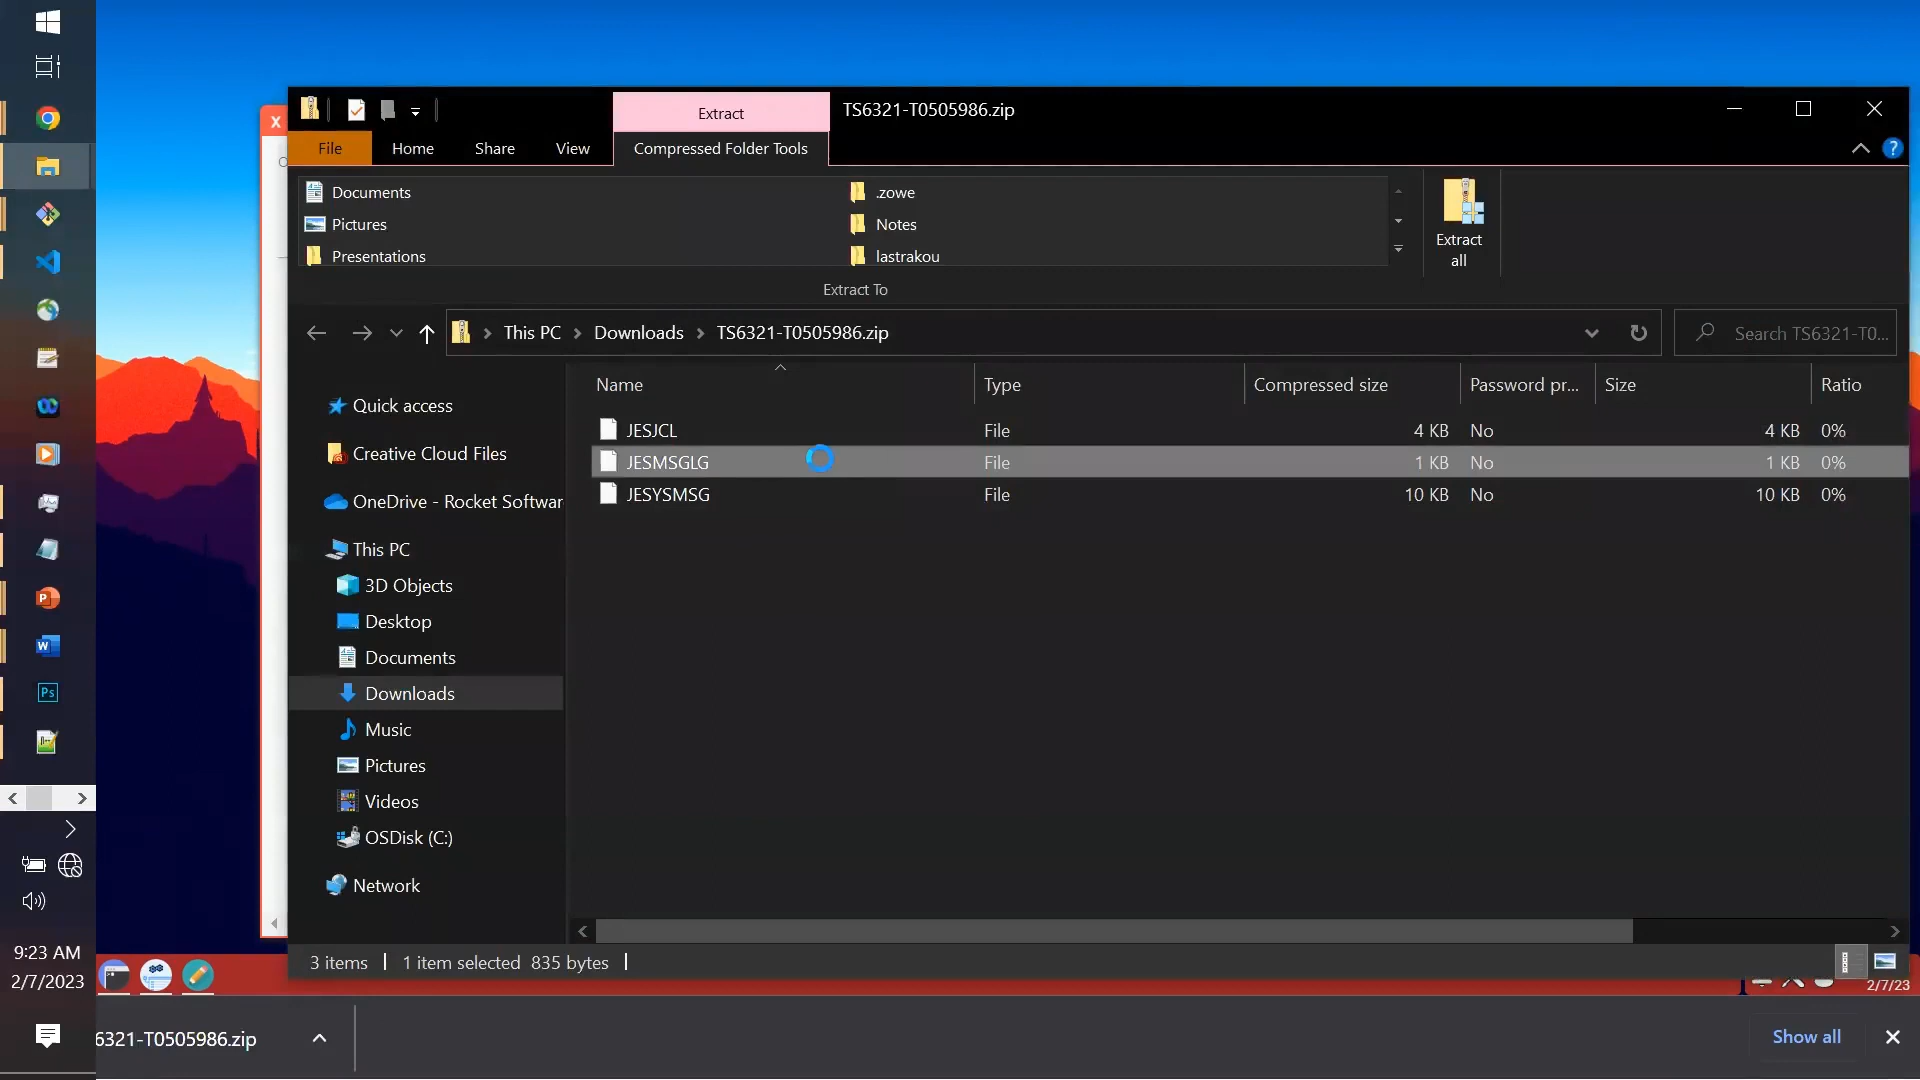 Extract
TS6321-T0505986.zip
File
Home
Share
View
Compressed Folder Tools
Documents
.zowe
Pictures
Notes
Presentations
lastrakou
Extract
all
Extract To
This PC
Downloads
TS6321-T0505986.zip
Search TS6321-T0...
Name
Type
Compressed size
Password pr...
Size
Ratio
JESJCL
File
4 KB
No
4 KB
0%
JESMSGLG
File
1 KB
No
1 KB
0%
JESYSMSG
File
10 KB
No
10 KB
0%
Quick access
Creative Cloud Files
OneDrive - Rocket Softwar
This PC
3D Objects
Desktop
Documents
Downloads
Music
Pictures
Videos
OSDisk (C:)
Network
3 items
1 item selected 835 bytes
9:23 AM
2/7/2023
2/7/23
6321-T0505986.zip
Show all